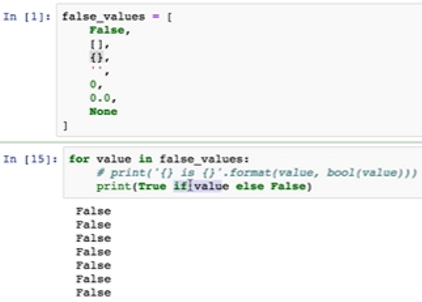 In [1]: false_values = [
False,
[],
{},
'',
0,
0.0,
None
]
In [15]: for value in false_values:
# print('{} is {}'.format(value, bool(value)))
print(True if value else False)
False
False
False
False
False
False
False